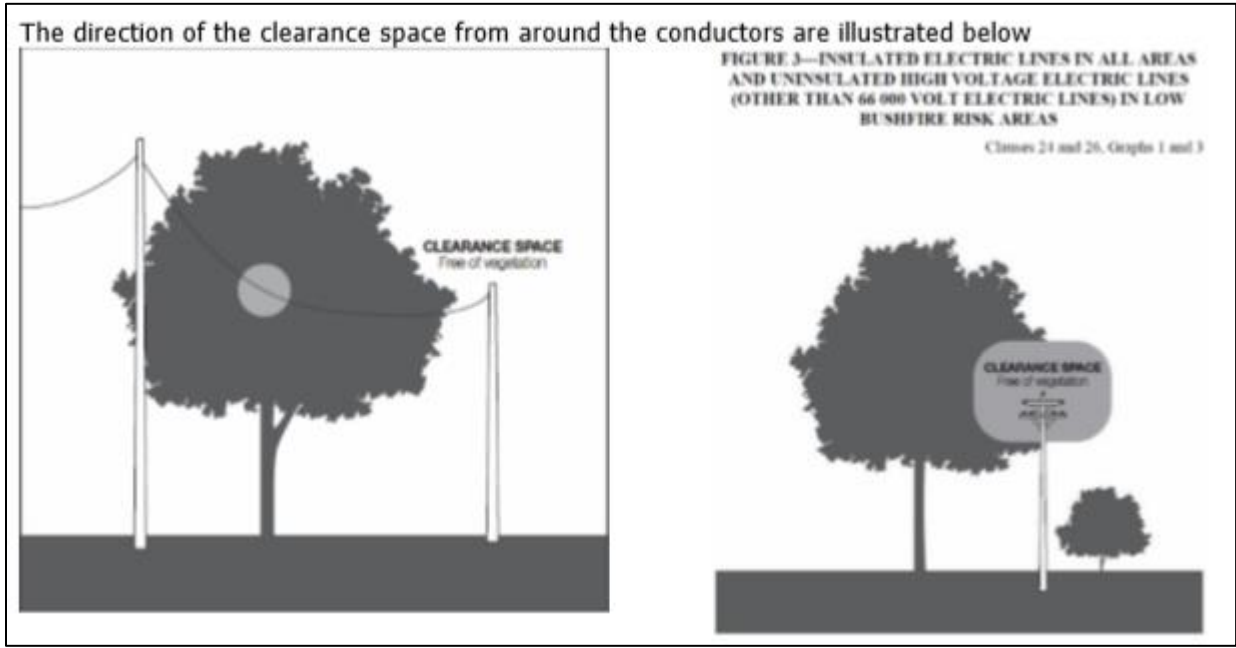 The direction of the clearance space from around the conductors are illustrated below
CLEARANCE SPACE
Free of vegetation
FIGURE 3—INSULATED ELECTRIC LINES IN ALL AREAS
AND UNINSULATED HIGH VOLTAGE ELECTRIC LINES
(OTHER THAN 66 000 VOLT ELECTRIC LINES) IN LOW
BUSHFIRE RISK AREAS
Clauses 24 and 26, Graphs 1 and 3
CLEARANCE SPACE
Free of vegetation